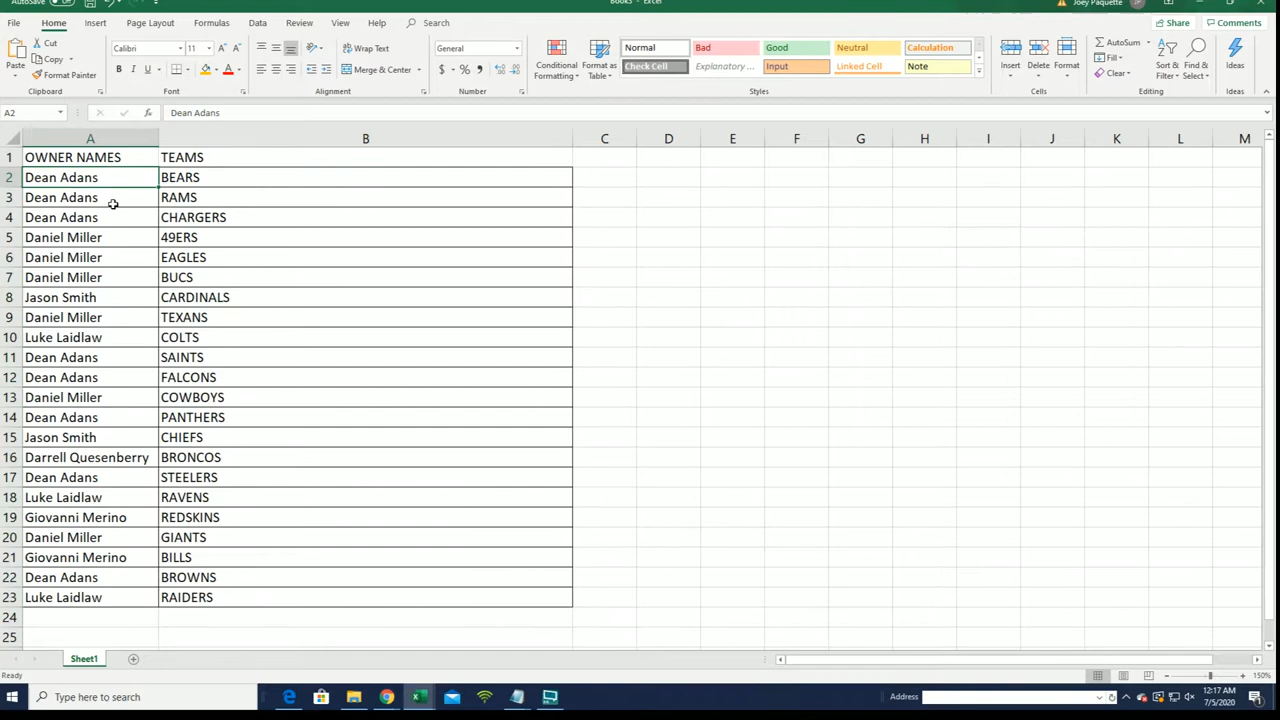 AutoSave Book5 - Excel Joey Paquette JP
File Home Insert Page Layout Formulas Data Review View Help Search Share Comments
Paste Cut Copy Format Painter Clipboard
Calibri 11 A A B I U A Font
Wrap Text Merge & Center Alignment
General $ % , Number
Conditional Formatting Format as Table
Normal Bad Good Neutral Calculation
Check Cell Explanatory ... Input Linked Cell Note
Styles
Insert Delete Format Cells
AutoSum Fill Clear Sort & Filter Find & Select Editing
Ideas Ideas
A2 fx Dean Adans
A B C D E F G H I J K L M
1 OWNER NAMES TEAMS
2 Dean Adans BEARS
3 Dean Adans RAMS
4 Dean Adans CHARGERS
5 Daniel Miller 49ERS
6 Daniel Miller EAGLES
7 Daniel Miller BUCS
8 Jason Smith CARDINALS
9 Daniel Miller TEXANS
10 Luke Laidlaw COLTS
11 Dean Adans SAINTS
12 Dean Adans FALCONS
13 Daniel Miller COWBOYS
14 Dean Adans PANTHERS
15 Jason Smith CHIEFS
16 Darrell Quesenberry BRONCOS
17 Dean Adans STEELERS
18 Luke Laidlaw RAVENS
19 Giovanni Merino REDSKINS
20 Daniel Miller GIANTS
21 Giovanni Merino BILLS
22 Dean Adans BROWNS
23 Luke Laidlaw RAIDERS
24
25
Sheet1
Ready 150%
Type here to search Address 12:17 AM
7/5/2020